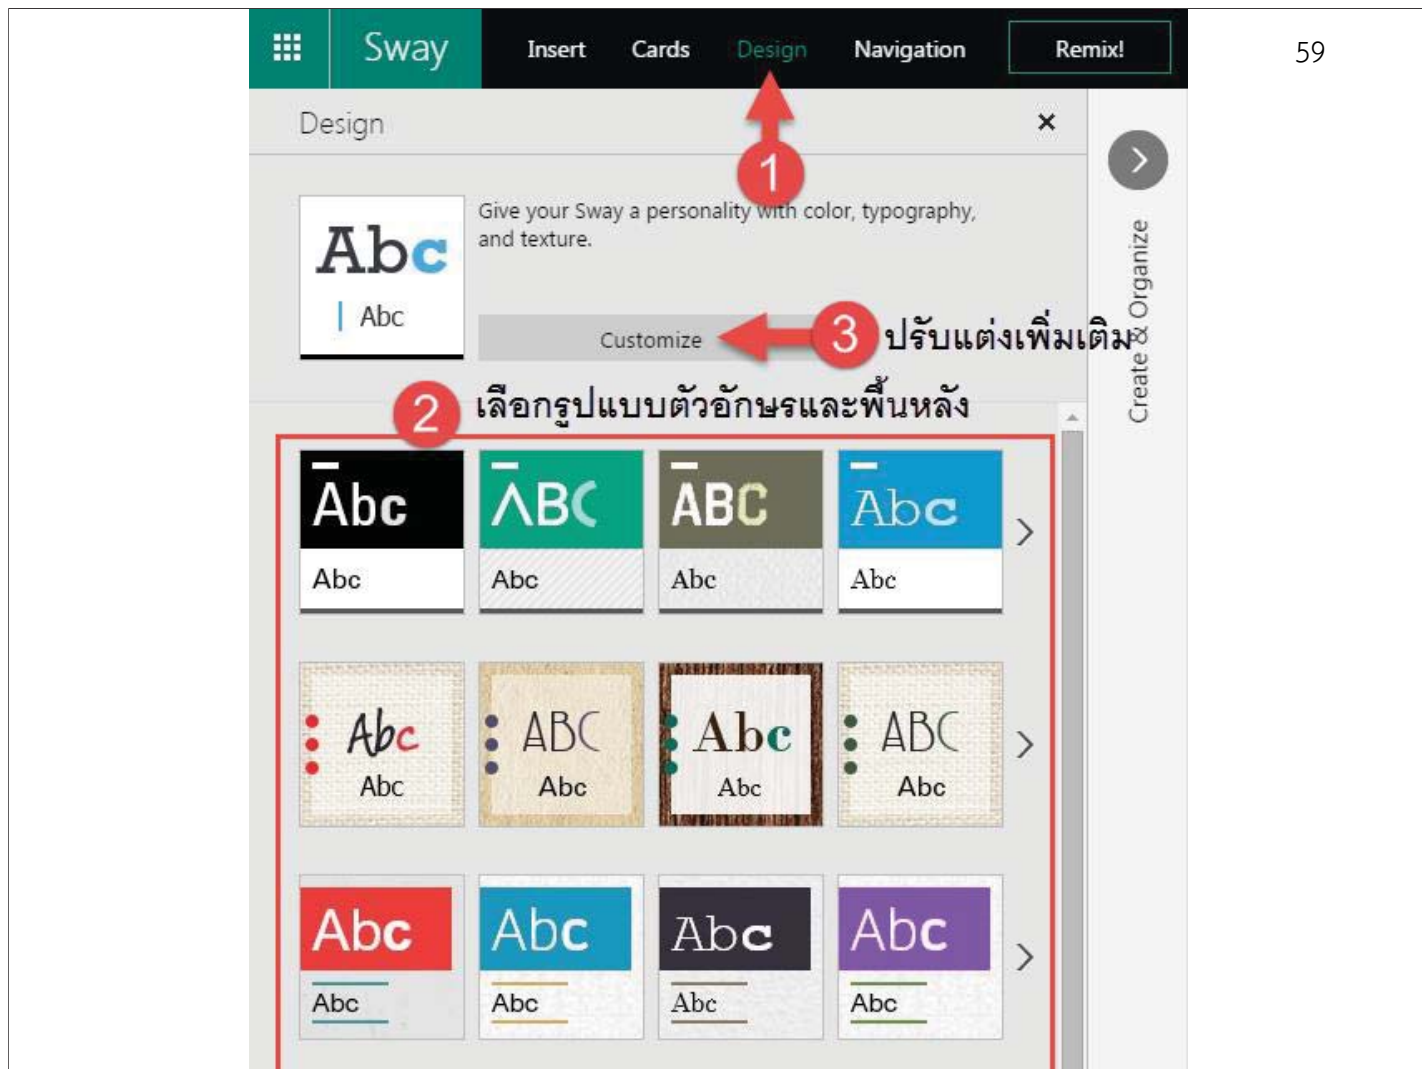 Sway Insert Cards Design Navigation Remix! 59
Design ×
1
Give your Sway a personality with color, typography,
and texture.
Abc
Abc
Customize 3 ปรับแต่งเพิ่มเติม
Create & Organize
2 เลือกรูปแบบตัวอักษรและพื้นหลัง
Abc ABC ABC Abc
Abc Abc Abc Abc
Abc ABC Abc ABC
Abc Abc Abc Abc
Abc Abc Abc Abc
Abc Abc Abc Abc